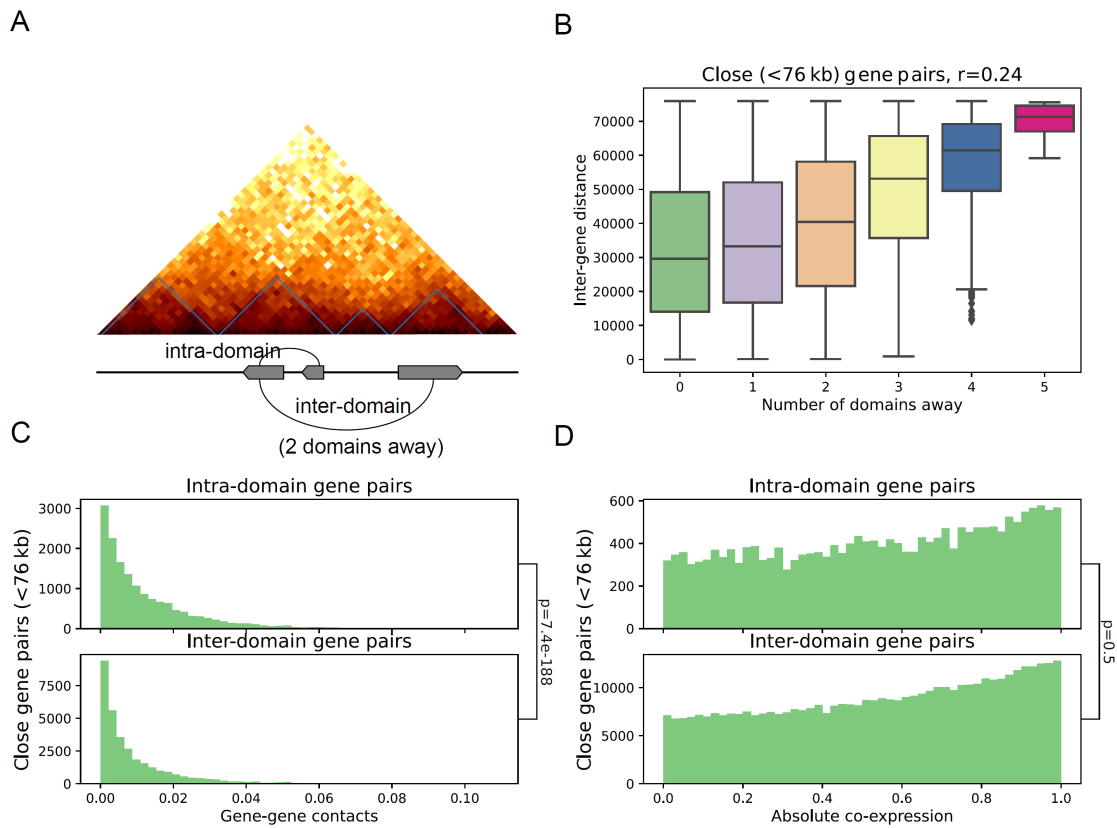 A
B
Close (<76 kb) gene pairs, r=0.24
Inter-gene distance
70000
60000
50000
40000
30000
20000
10000
0
0 1 2 3 4 5
Number of domains away
intra-domain
inter-domain
(2 domains away)
C
Close gene pairs (<76 kb)
Intra-domain gene pairs
3000
2000
1000
0
Inter-domain gene pairs
7500
5000
2500
0
0.00 0.02 0.04 0.06 0.08 0.10
Gene-gene contacts
p=7.4e-188
D
Close gene pairs (<76 kb)
Intra-domain gene pairs
600
400
200
0
Inter-domain gene pairs
10000
5000
0
0.0 0.2 0.4 0.6 0.8 1.0
Absolute co-expression
p=0.5